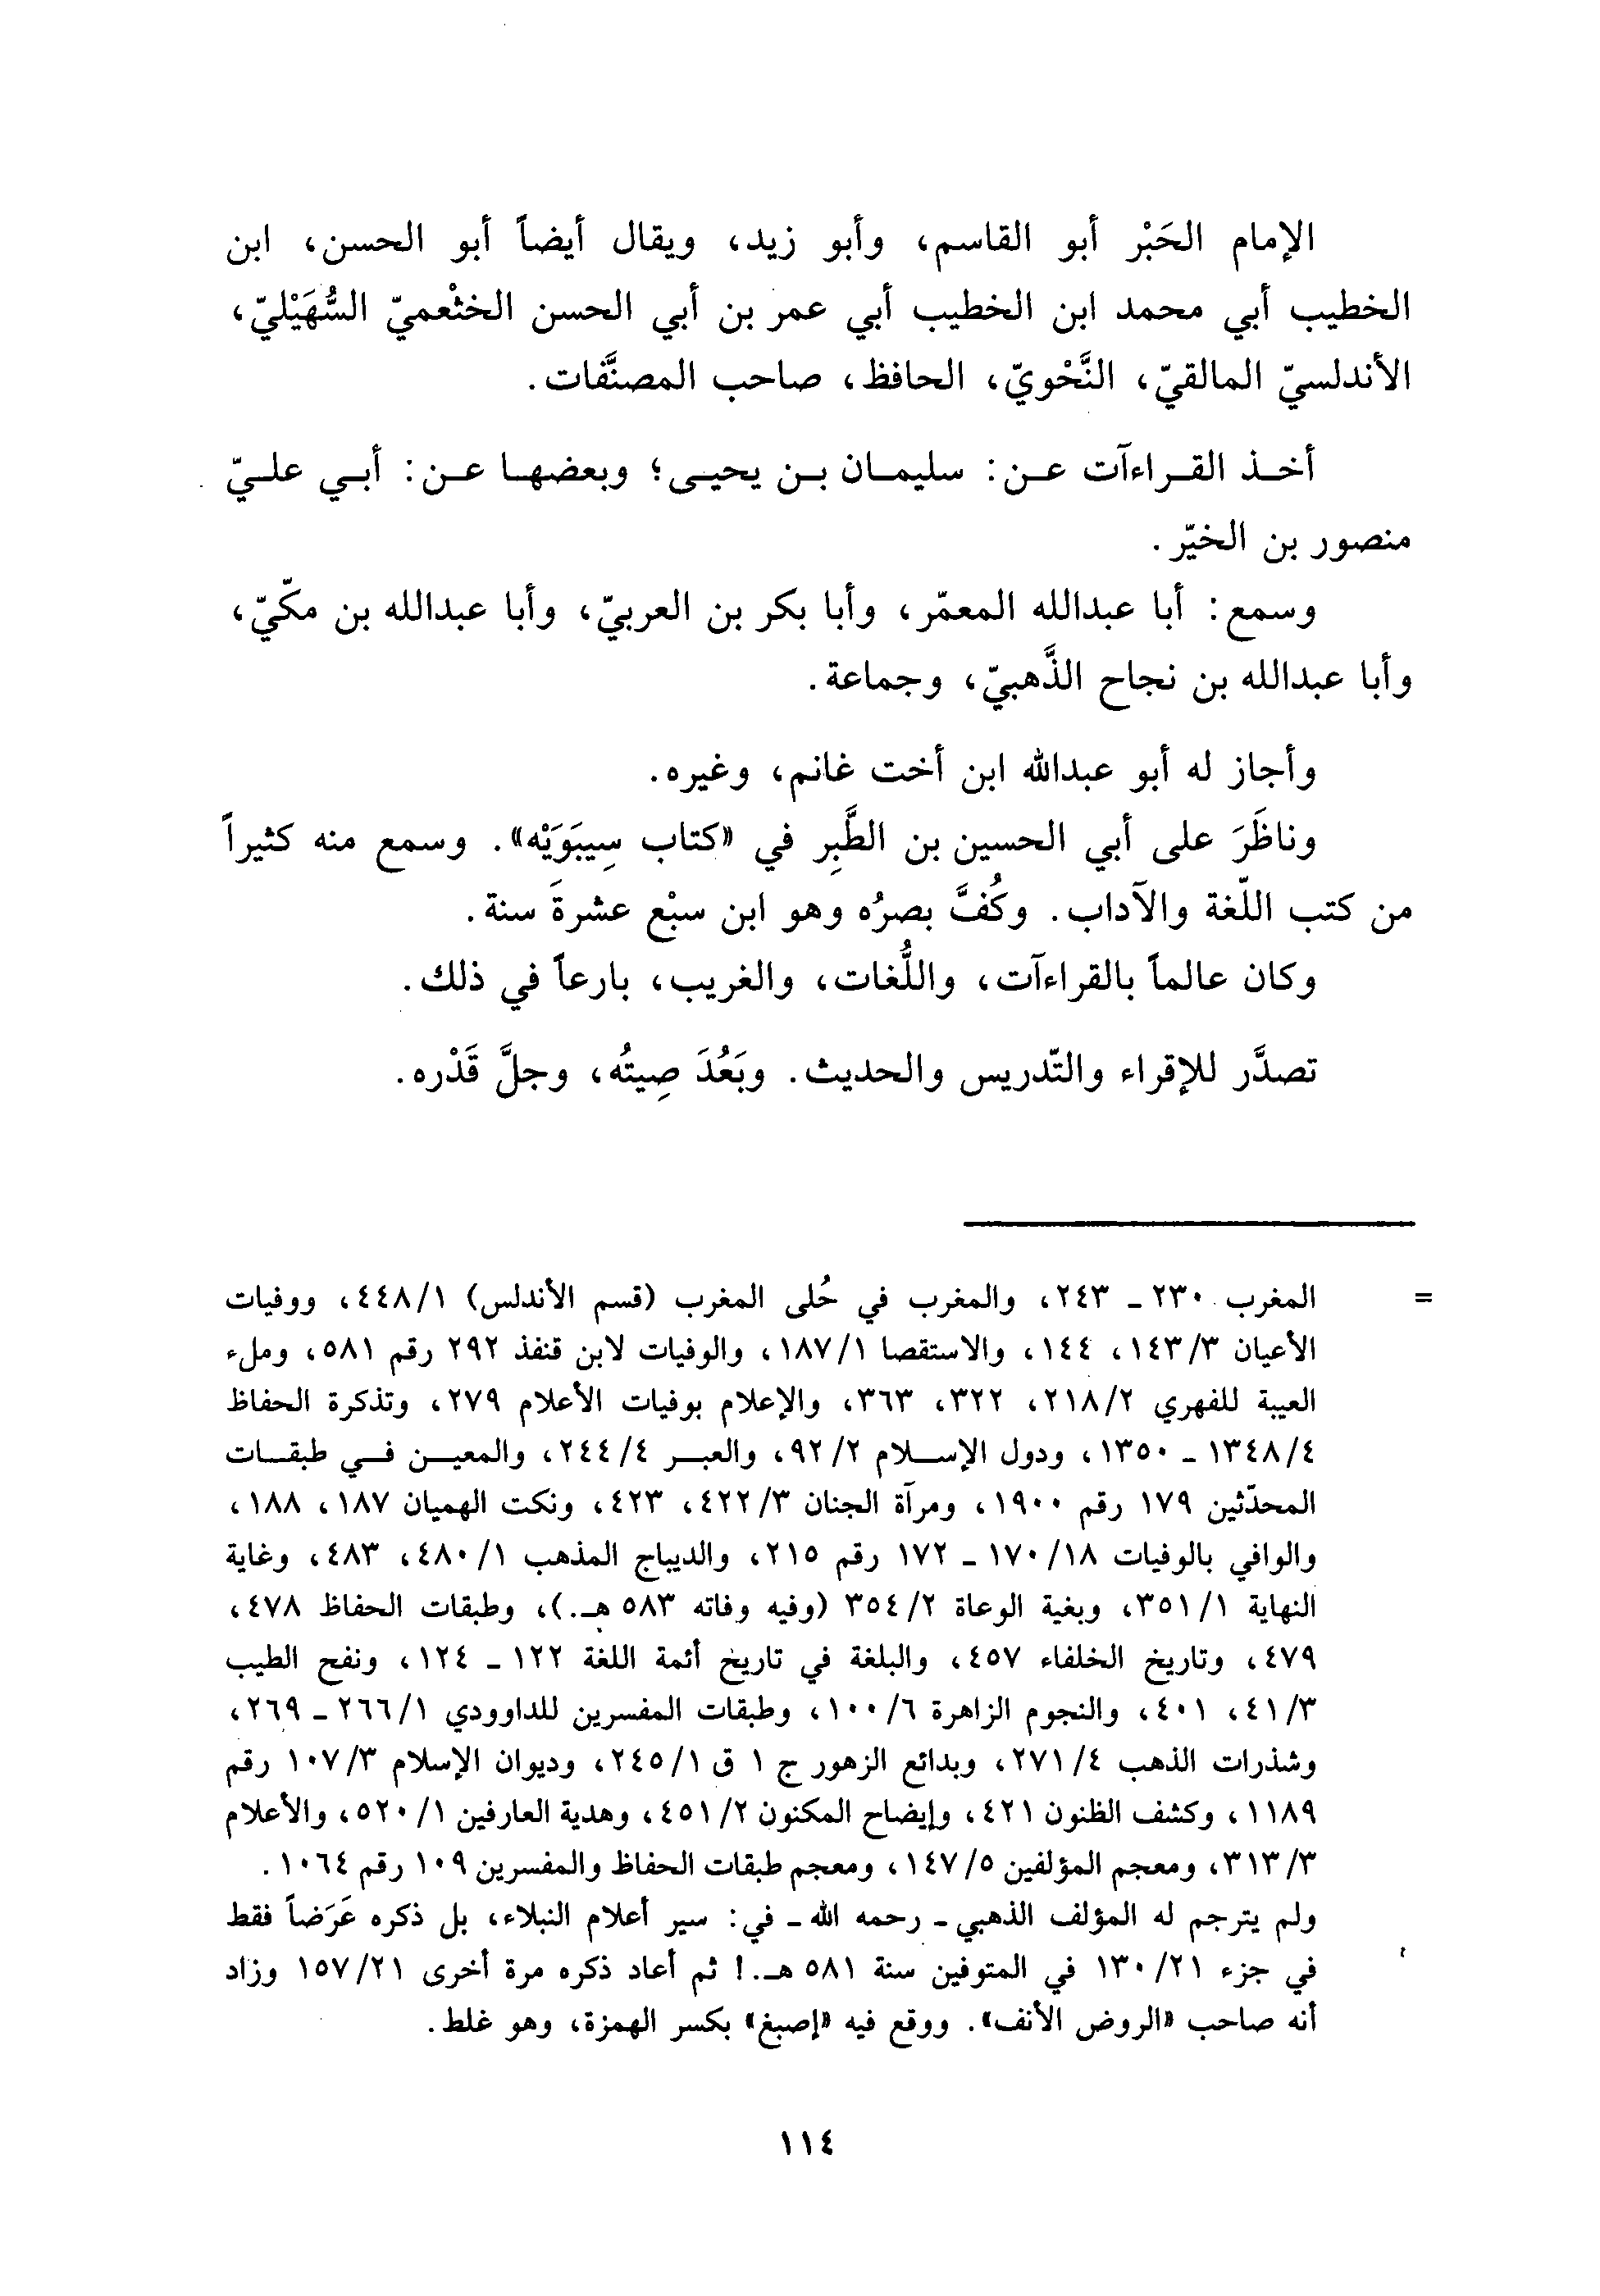 الإمام الحَبْر أبو القاسم، وأبو زيد، ويقال أيضاً أبو الحسن، ابن
الخطيب أبي محمد ابن الخطيب أبي عمر بن أبي الحسن الخثْعميّ السُّهَيْليّ،
الأندلسيّ المالقيّ، النَّحْويّ، الحافظ، صاحب المصنَّفات.
أخذ القراءآت عن: سليمان بن يحيى؛ وبعضها عن: أبي عليّ
منصور بن الخيّر.
وسمع: أبا عبدالله المعمّر، وأبا بكر بن العربيّ، وأبا عبدالله بن مكّيّ،
وأبا عبدالله بن نجاح الذَّهبيّ، وجماعة.
وأجاز له أبو عبدالله ابن أخت غانم، وغيره.
وناظَرَ على أبي الحسين بن الطَّبِر في «كتاب سِيبَوَيْه». وسمع منه كثيراً
من كتب اللّغة والآداب. وكُفَّ بصرُه وهو ابن سبْع عشرةَ سنة.
وكان عالماً بالقراءآت، واللُّغات، والغريب، بارعاً في ذلك.
تصدَّر للإقراء والتّدريس والحديث. وبَعُدَ صِيتُه، وجلَّ قَدْره.
= المغرب ٢٣٠ ـ ٢٤٣، والمغرب في حُلى المغرب (قسم الأندلس) ٤٤٨/١، ووفيات
الأعيان ١٤٣/٣، ١٤٤، والاستقصا ١٨٧/١، والوفيات لابن قنفذ ٢٩٢ رقم ٥٨١، وملء
العيبة للفهري ٢١٨/٢، ٣٢٢، ٣٦٣، والإعلام بوفيات الأعلام ٢٧٩، وتذكرة الحفاظ
١٣٤٨/٤ ـ ١٣٥٠، ودول الإسلام ٩٢/٢، والعبر ٢٤٤/٤، والمعين في طبقات
المحدّثين ١٧٩ رقم ١٩٠٠، ومرآة الجنان ٤٢٢/٣، ٤٢٣، ونكت الهميان ١٨٧، ١٨٨،
والوافي بالوفيات ١٧٠/١٨ ـ ١٧٢ رقم ٢١٥، والديباج المذهب ٤٨٠/١، ٤٨٣، وغاية
النهاية ٣٥١/١، وبغية الوعاة ٣٥٤/٢ (وفيه وفاته ٥٨٣ هـ.)، وطبقات الحفاظ ٤٧٨،
٤٧٩، وتاريخ الخلفاء ٤٥٧، والبلغة في تاريخ أئمة اللغة ١٢٢ ـ ١٢٤، ونفح الطيب
٤١/٣، ٤٠١، والنجوم الزاهرة ١٠٠/٦، وطبقات المفسرين للداوودي ٢٦٦/١ ـ ٢٦٩،
وشذرات الذهب ٢٧١/٤، وبدائع الزهور ج ١ ق ٢٤٥/١، وديوان الإسلام ١٠٧/٣ رقم
١١٨٩، وكشف الظنون ٤٢١، وإيضاح المكنون ٤٥١/٢، وهدية العارفين ٥٢٠/١، والأعلام
٣١٣/٣، ومعجم المؤلفين ١٤٧/٥، ومعجم طبقات الحفاظ والمفسرين ١٠٩ رقم ١٠٦٤.
ولم يترجم له المؤلف الذهبي ـ رحمه الله ـ في: سير أعلام النبلاء، بل ذكره عَرَضاً فقط
في جزء ١٣٠/٢١ في المتوفين سنة ٥٨١ هـ.! ثم أعاد ذكره مرة أخرى ١٥٧/٢١ وزاد
أنه صاحب «الروض الأنف». ووقع فيه «إصبغ» بكسر الهمزة، وهو غلط.
١١٤